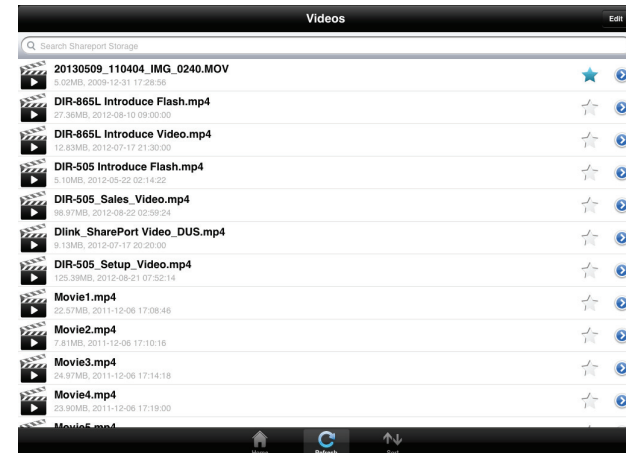 Videos
Edit
Search Shareport Storage
20130509_110404_IMG_0240.MOV
5.02MB, 2009-12-31 17:28:56
DIR-865L Introduce Flash.mp4
27.36MB, 2012-08-10 09:00:00
DIR-865L Introduce Video.mp4
12.83MB, 2012-07-17 21:30:00
DIR-505 Introduce Flash.mp4
5.10MB, 2012-05-22 02:14:22
DIR-505_Sales_Video.mp4
98.97MB, 2012-08-22 02:59:24
Dlink_SharePort Video_DUS.mp4
9.13MB, 2012-07-17 20:20:00
DIR-505_Setup_Video.mp4
125.39MB, 2012-08-21 07:52:14
Movie1.mp4
22.57MB, 2011-12-06 17:08:46
Movie2.mp4
7.81MB, 2011-12-06 17:10:16
Movie3.mp4
24.97MB, 2011-12-06 17:14:18
Movie4.mp4
23.90MB, 2011-12-06 17:19:00
Movie5.mp4
Home
Refresh
Sort